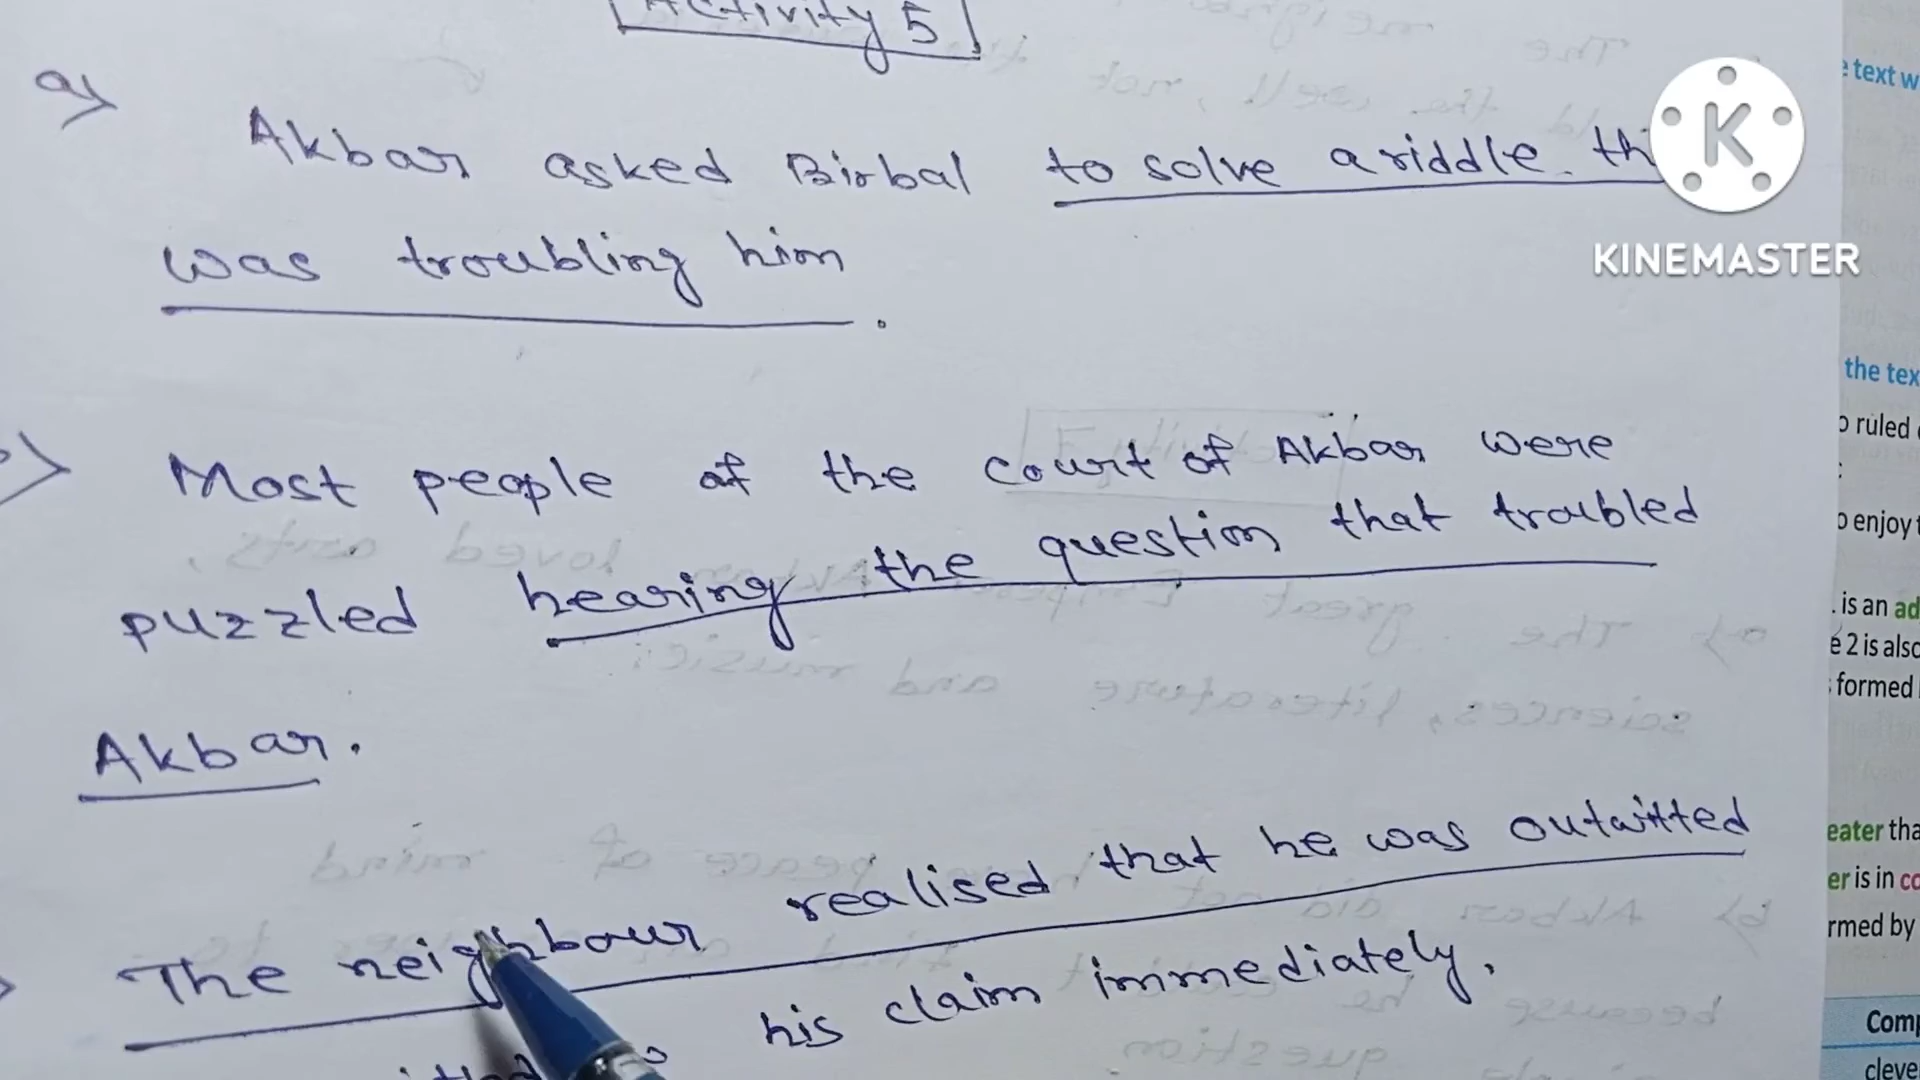 Activity 5
a)
Akbar asked Birbal to solve a riddle
was troubling him.
Most people of the court of Akbar were
puzzled hearing the question that troubled
Akbar.
The neighbour realised that he was outwitted
his claim immediately.
KINEMASTER
text w
the tex
ruled
enjoy
is an ad
e 2 is also
formed
eater tha
er is in co
rmed by
Comp
cleve